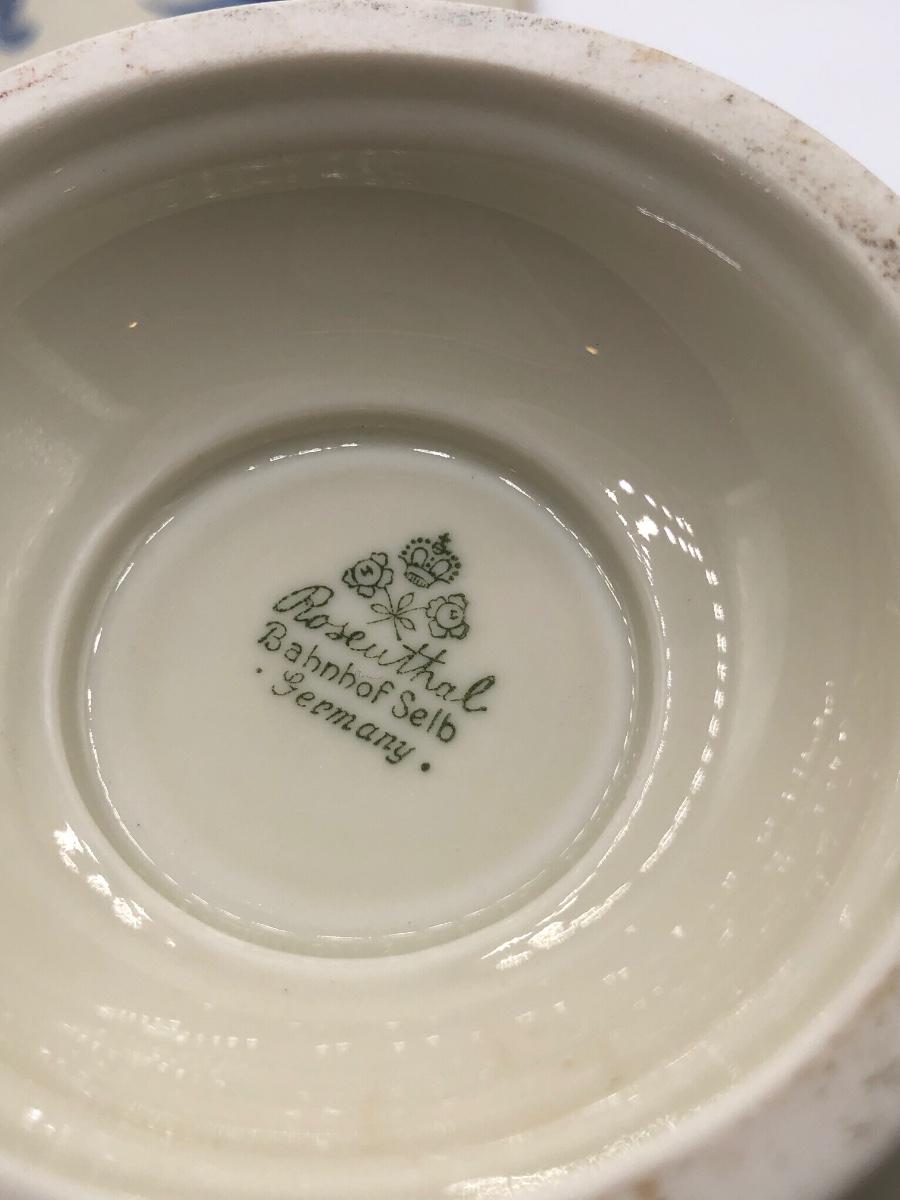 Rosenthal
Bahnhof Selb
· Germany ·